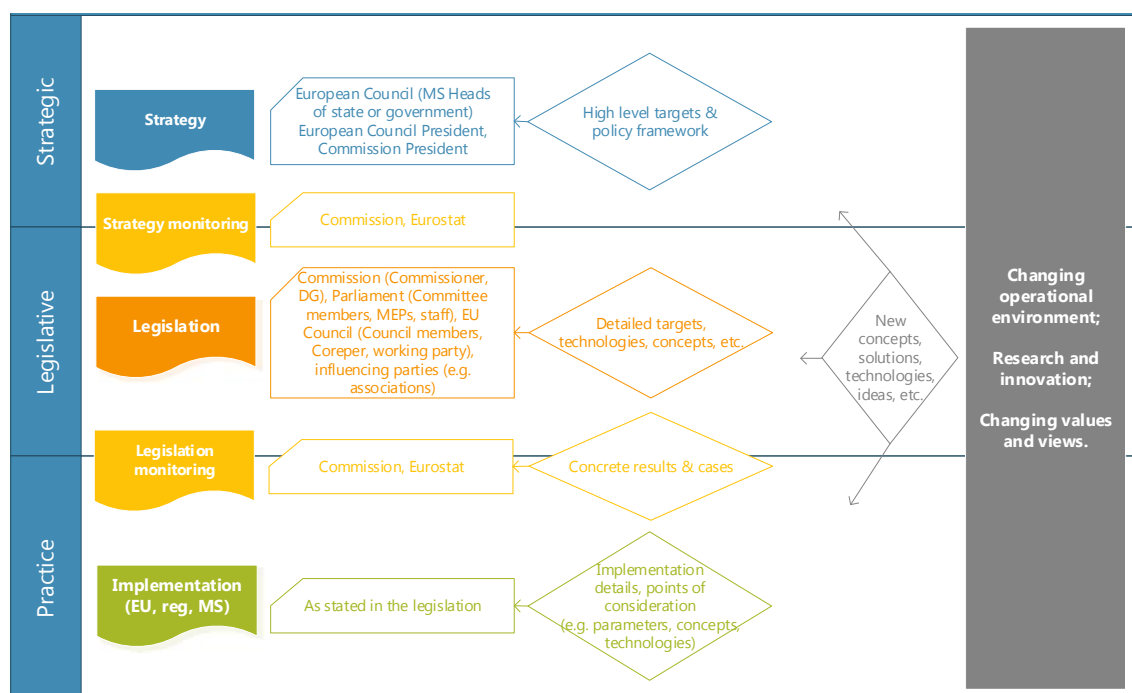 Strategic
Strategy
European Council (MS Heads
of state or government)
European Council President,
Commission President
High level targets &
policy framework
Strategy monitoring
Commission, Eurostat
Legislative
Legislation
Commission (Commissioner,
DG), Parliament (Committee
members, MEPs, staff), EU
Council (Council members,
Coreper, working party),
influencing parties (e.g.
associations)
Detailed targets,
technologies, concepts, etc.
New
concepts,
solutions,
technologies,
ideas, etc.
Changing
operational
environment;
Research and
innovation;
Changing values
and views.
Legislation
monitoring
Commission, Eurostat
Concrete results & cases
Practice
Implementation
(EU, reg, MS)
As stated in the legislation
Implementation
details, points of
consideration
(e.g. parameters, concepts,
technologies)